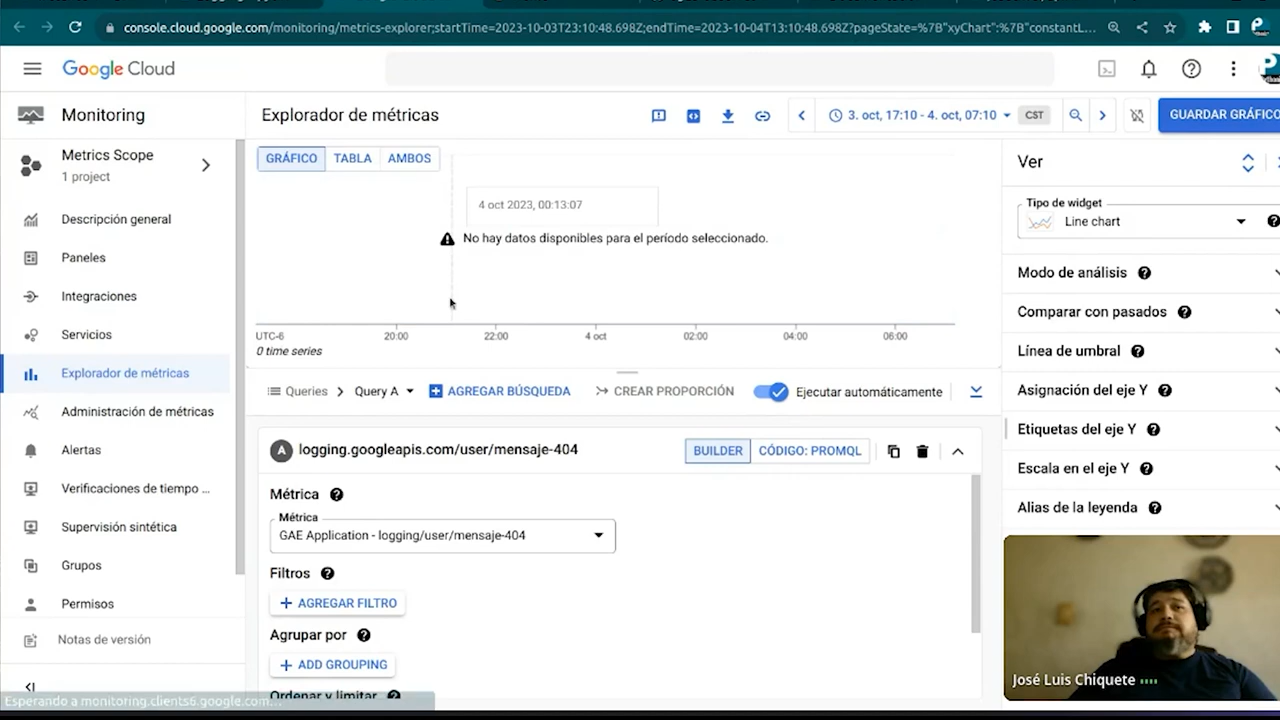 console.cloud.google.com/monitoring/metrics-explorer;startTime=2023-10-03T23:10:48.698Z;endTime=2023-10-04T13:10:48.698Z?pageState=%7B"xyChart":%7B"constantL...
Google Cloud
Monitoring
Explorador de métricas
3. oct, 17:10 - 4. oct, 07:10
CST
GUARDAR GRÁFICO
Metrics Scope
1 project
Descripción general
Paneles
Integraciones
Servicios
Explorador de métricas
Administración de métricas
Alertas
Verificaciones de tiempo ...
Supervisión sintética
Grupos
Permisos
Notas de versión
Esperando a monitoring.clients6.google.com...
GRÁFICO
TABLA
AMBOS
4 oct 2023, 00:13:07
No hay datos disponibles para el período seleccionado.
UTC-6
20:00
22:00
4 oct
02:00
04:00
06:00
0 time series
Queries
Query A
AGREGAR BÚSQUEDA
CREAR PROPORCIÓN
Ejecutar automáticamente
A
logging.googleapis.com/user/mensaje-404
BUILDER
CÓDIGO: PROMQL
Métrica
Métrica
GAE Application - logging/user/mensaje-404
Filtros
AGREGAR FILTRO
Agrupar por
ADD GROUPING
Ordenar y limitar
Ver
Tipo de widget
Line chart
Modo de análisis
Comparar con pasados
Línea de umbral
Asignación del eje Y
Etiquetas del eje Y
Escala en el eje Y
Alias de la leyenda
José Luis Chiquete